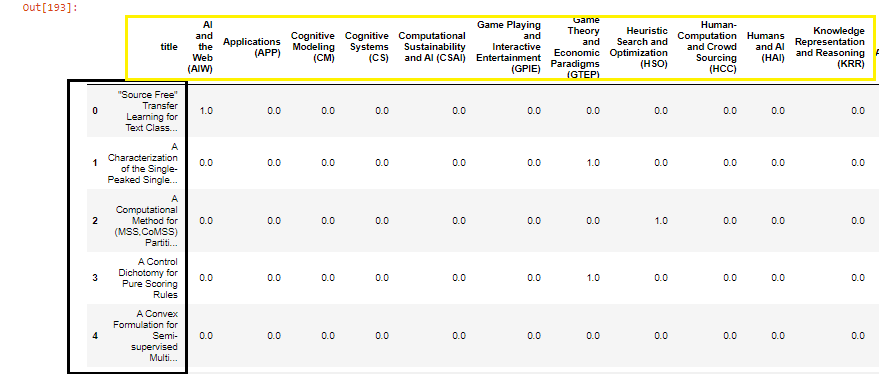 Out[193]:
title
AI
and
the
Web
(AIW)
Applications
(APP)
Cognitive
Modeling
(CM)
Cognitive
Systems
(CS)
Computational
Sustainability
and AI (CSAI)
Game Playing
and
Interactive
Entertainment
(GPIE)
Game
Theory
and
Economic
Paradigms
(GTEP)
Heuristic
Search and
Optimization
(HSO)
Human-
Computation
and Crowd
Sourcing
(HCC)
Humans
and AI
(HAI)
Knowledge
Representation
and Reasoning
(KRR)
0
"Source Free"
Transfer
Learning for
Text Class...
1.0 0.0 0.0 0.0 0.0 0.0 0.0 0.0 0.0 0.0 0.0
1
A
Characterization
of the Single-
Peaked Single...
0.0 0.0 0.0 0.0 0.0 0.0 1.0 0.0 0.0 0.0 0.0
2
A
Computational
Method for
(MSS,CoMSS)
Partiti...
0.0 0.0 0.0 0.0 0.0 0.0 0.0 1.0 0.0 0.0 0.0
3
A Control
Dichotomy for
Pure Scoring
Rules
0.0 0.0 0.0 0.0 0.0 0.0 1.0 0.0 0.0 0.0 0.0
4
A Convex
Formulation for
Semi-
supervised
Multi...
0.0 0.0 0.0 0.0 0.0 0.0 0.0 0.0 0.0 0.0 0.0